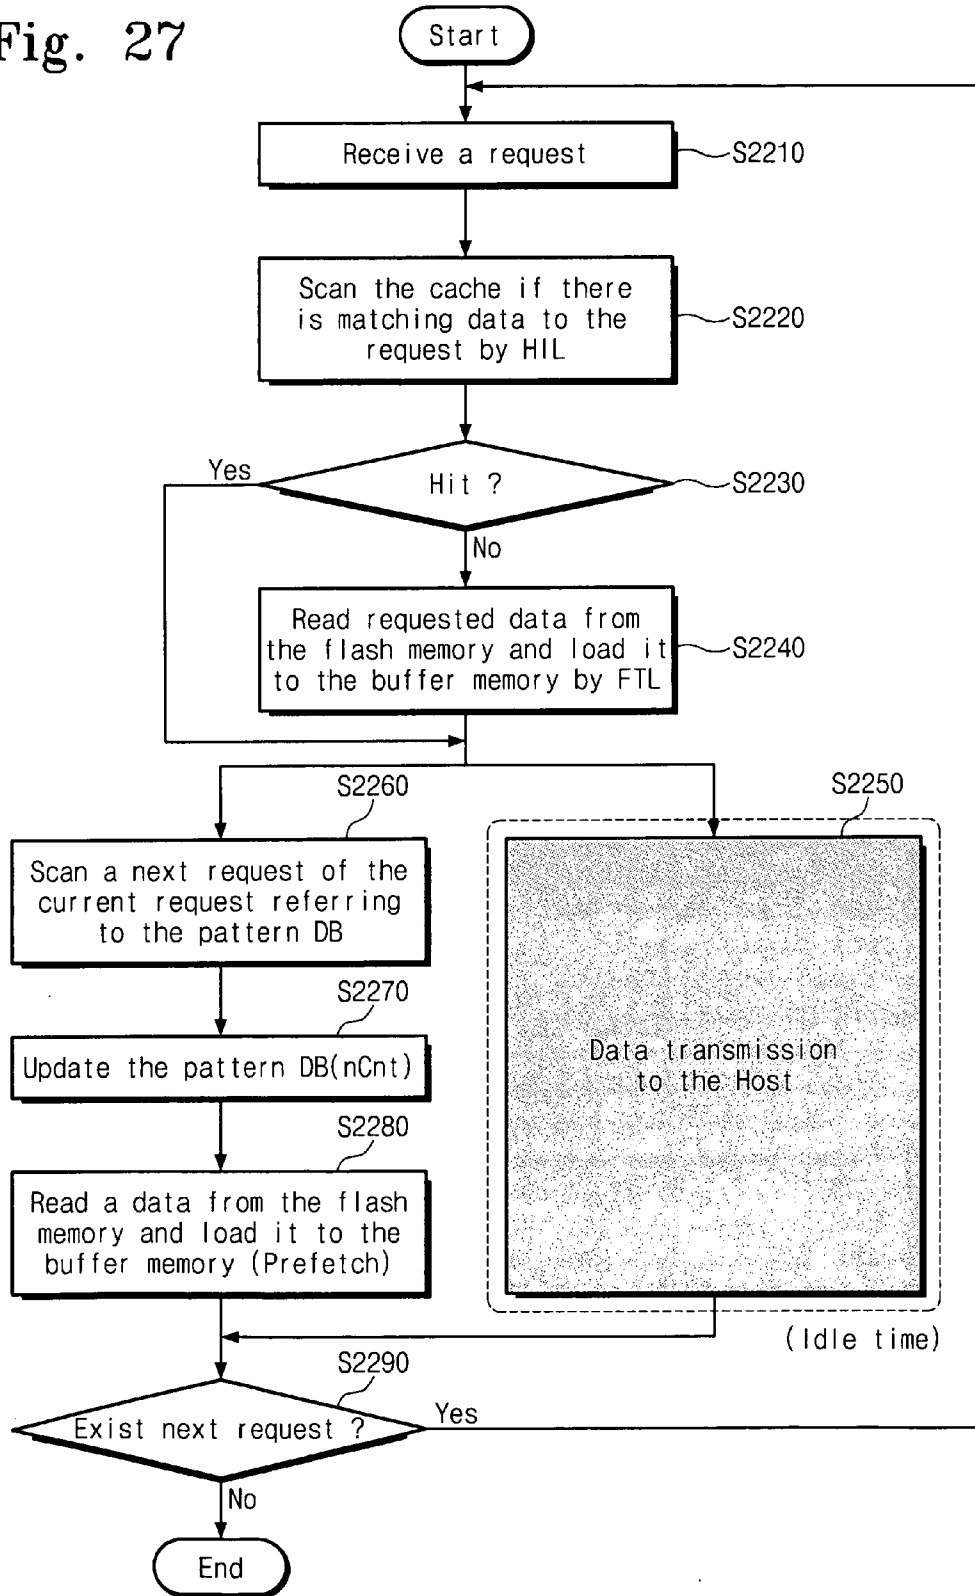 Fig. 27
Start
Receive a request
S2210
Scan the cache if there
is matching data to the
request by HIL
S2220
Yes
Hit ?
S2230
No
Read requested data from
the flash memory and load it
to the buffer memory by FTL
S2240
S2260
S2250
Scan a next request of the
current request referring
to the pattern DB
S2270
Update the pattern DB(nCnt)
Data transmission
to the Host
S2280
Read a data from the flash
memory and load it to the
buffer memory (Prefetch)
(Idle time)
S2290
Exist next request ?
Yes
No
End